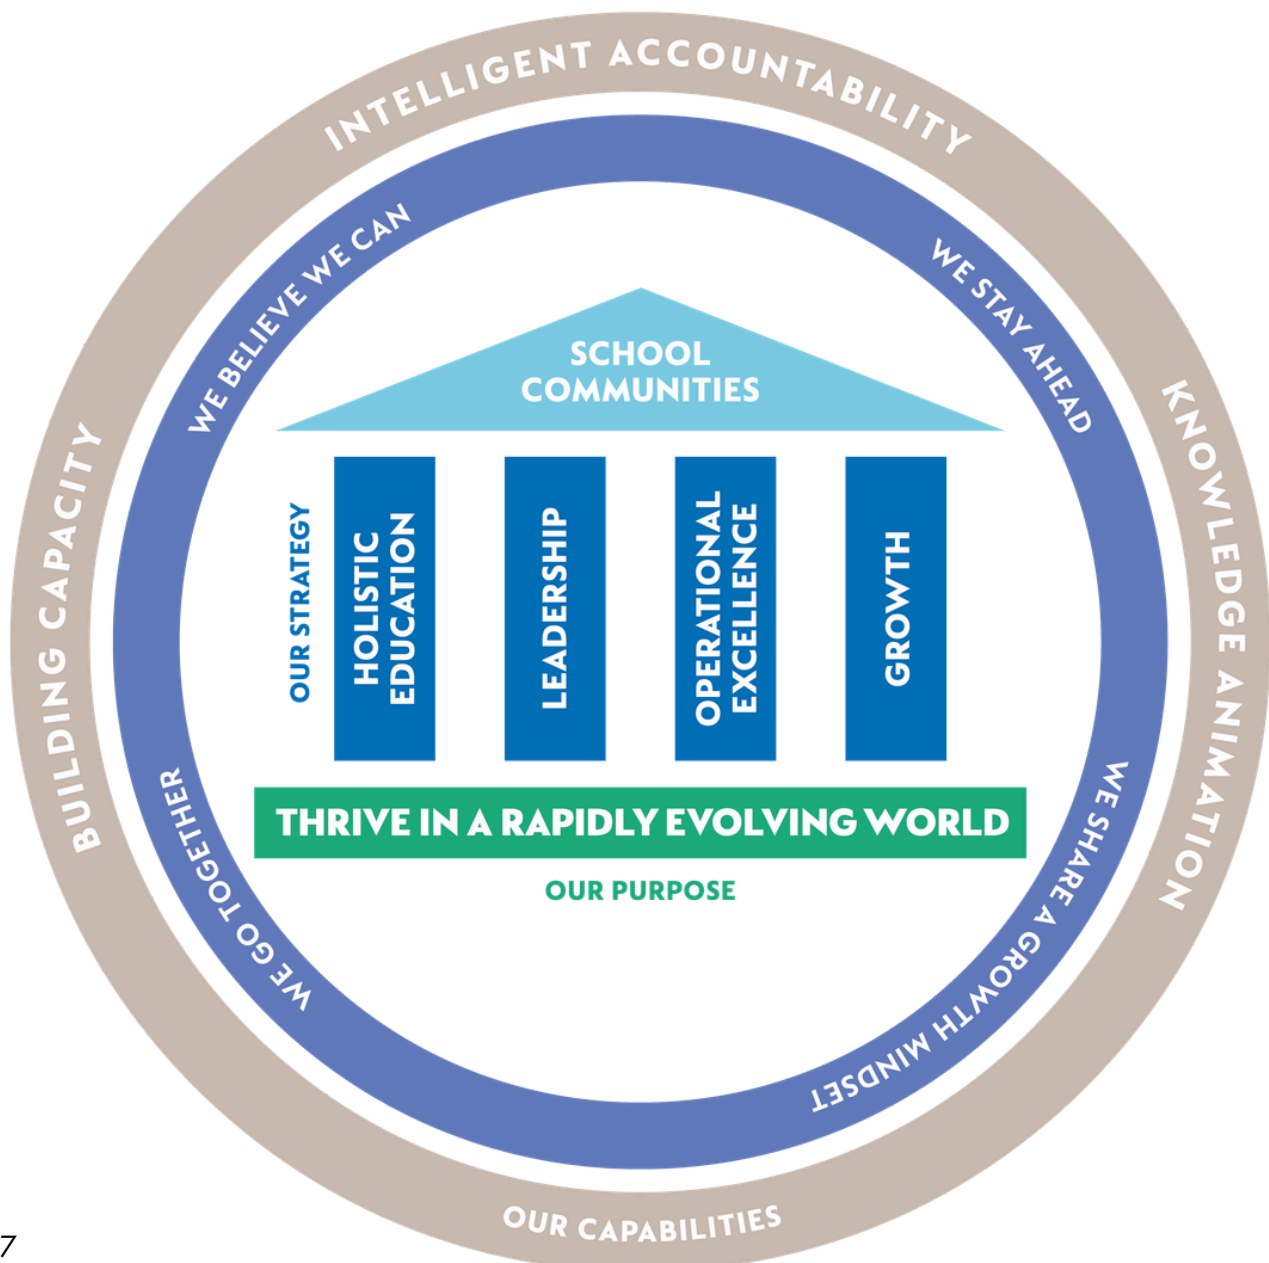 INTELLIGENT ACCOUNTABILITY
KNOWLEDGE ANIMATION
BUILDING CAPACITY
OUR CAPABILITIES
WE BELIEVE WE CAN
WE STAY AHEAD
WE SHARE A GROWTH MINDSET
WE GO TOGETHER
SCHOOL
COMMUNITIES
OUR STRATEGY
HOLISTIC
EDUCATION
LEADERSHIP
OPERATIONAL
EXCELLENCE
GROWTH
THRIVE IN A RAPIDLY EVOLVING WORLD
OUR PURPOSE
7